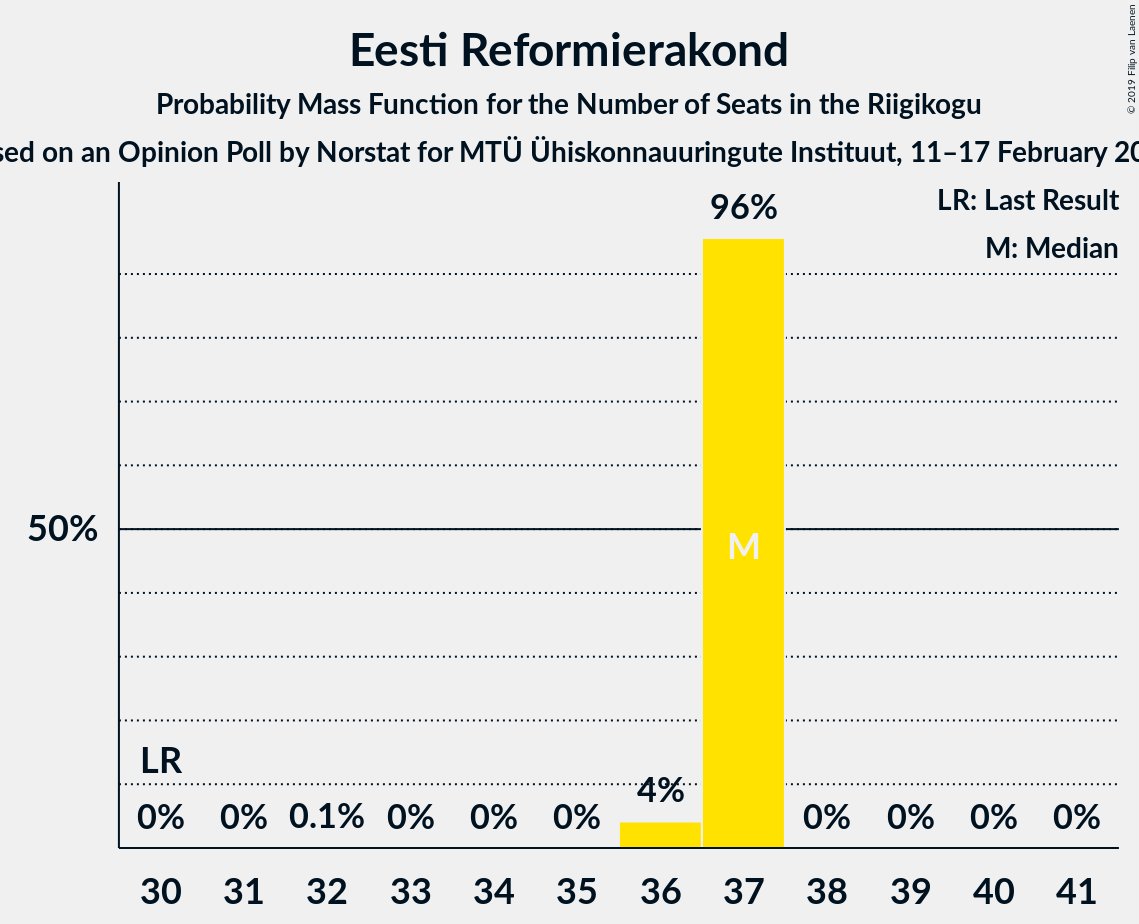 Eesti Reformierakond
Probability Mass Function for the Number of Seats in the Riigikogu
on an Opinion Poll by Norstat for MTÜ Ühiskonnauuringute Instituut, 11–17 February
© 2019 Filip van Laenen
LR: Last Result
M: Median
96%
50%
M
LR
0% 0% 0.1% 0% 0% 0% 4% 0% 0% 0% 0%
30 31 32 33 34 35 36 37 38 39 40 41